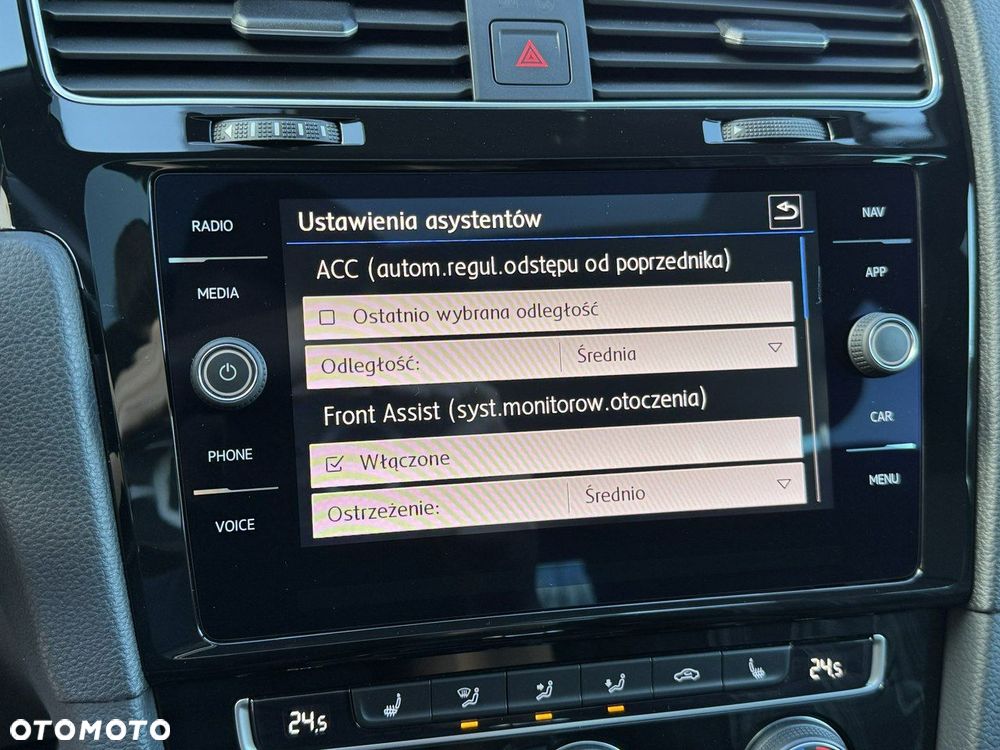 RADIO
MEDIA
PHONE
VOICE
Ustawienia asystentów
ACC (autom.regul.odstępu od poprzednika)
Ostatnio wybrana odległość
Odległość: Średnia
Front Assist (syst.monitorow.otoczenia)
Włączone
Ostrzeżenie: Średnio
NAV
APP
CAR
MENU
24,5
24,5
OTOMOTO